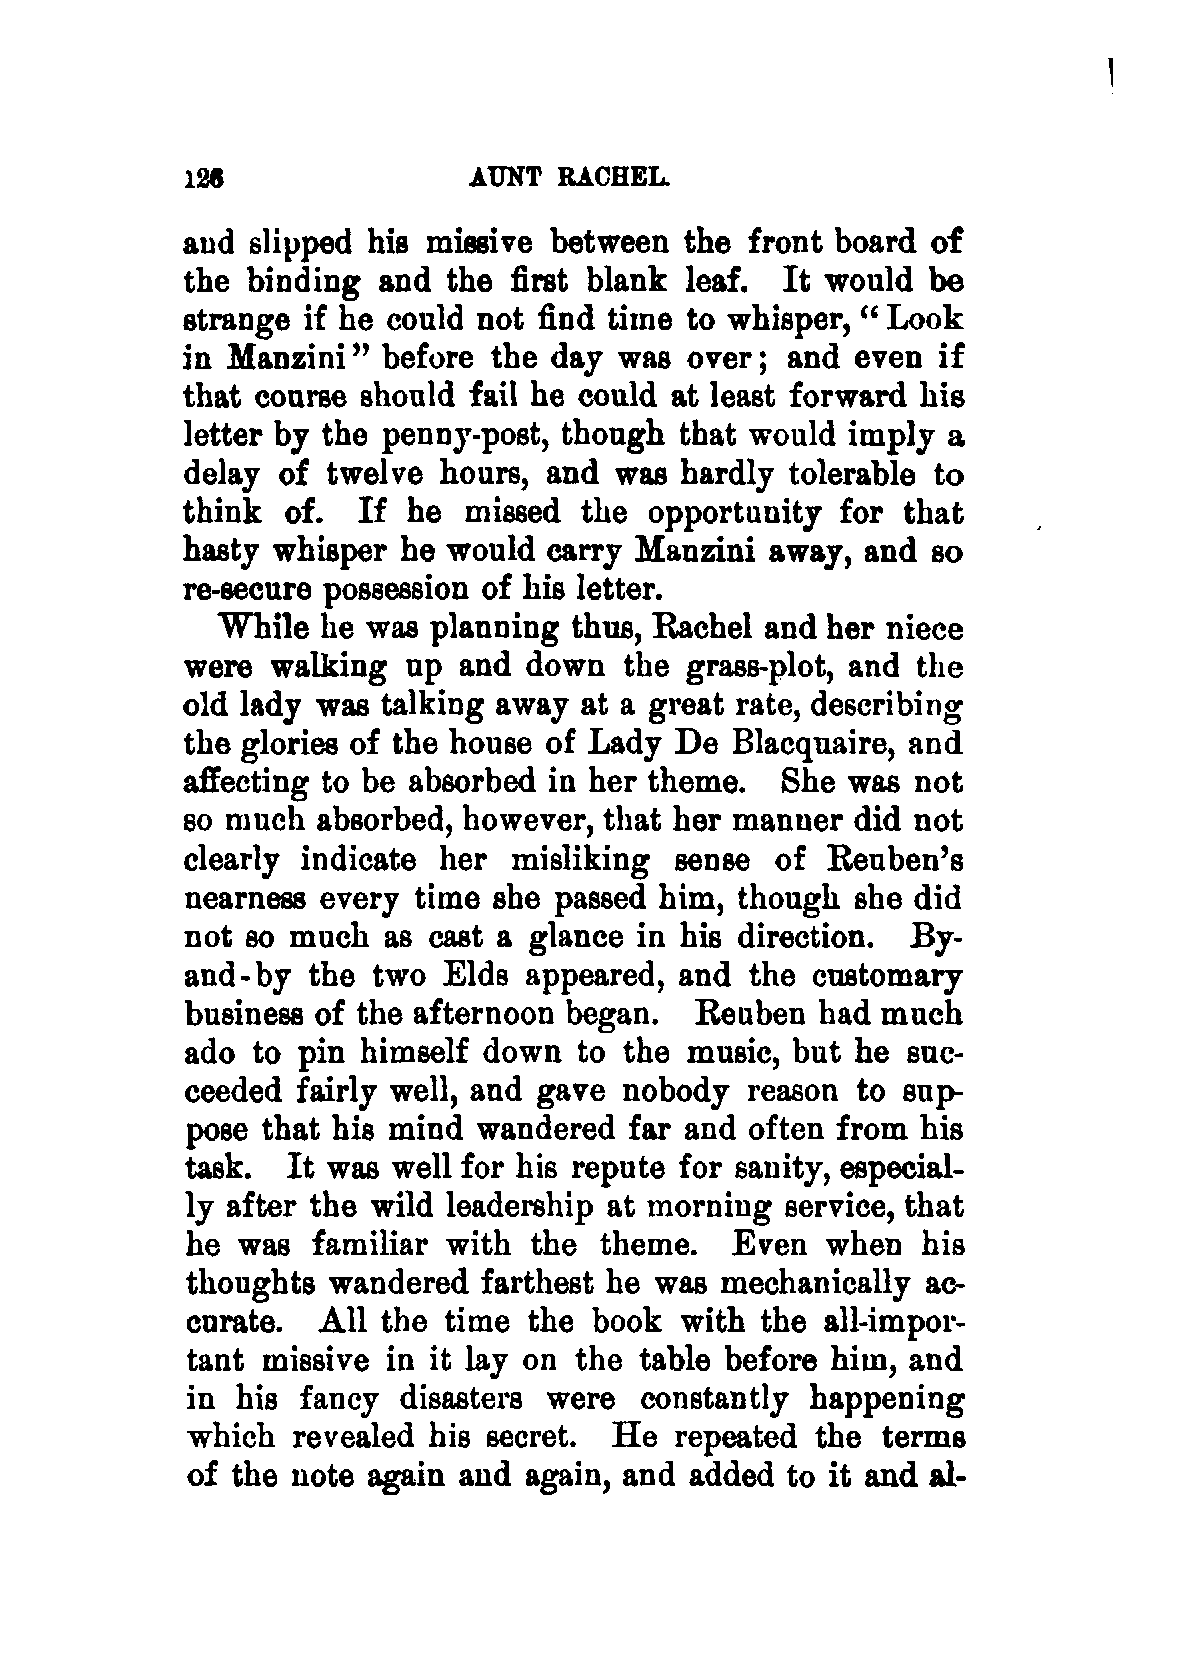 126 AUNT RACHEL.
and slipped his missive between the front board of
the binding and the first blank leaf. It would be
strange if he could not find time to whisper, “Look
in Manzini” before the day was over; and even if
that course should fail he could at least forward his
letter by the penny-post, though that would imply a
delay of twelve hours, and was hardly tolerable to
think of. If he missed the opportunity for that
hasty whisper he would carry Manzini away, and so
re-secure possession of his letter.
While he was planning thus, Rachel and her niece
were walking up and down the grass-plot, and the
old lady was talking away at a great rate, describing
the glories of the house of Lady De Blacquaire, and
affecting to be absorbed in her theme. She was not
so much absorbed, however, that her manner did not
clearly indicate her misliking sense of Reuben’s
nearness every time she passed him, though she did
not so much as cast a glance in his direction. By-
and-by the two Elds appeared, and the customary
business of the afternoon began. Reuben had much
ado to pin himself down to the music, but he suc-
ceeded fairly well, and gave nobody reason to sup-
pose that his mind wandered far and often from his
task. It was well for his repute for sanity, especial-
ly after the wild leadership at morning service, that
he was familiar with the theme. Even when his
thoughts wandered farthest he was mechanically ac-
curate. All the time the book with the all-impor-
tant missive in it lay on the table before him, and
in his fancy disasters were constantly happening
which revealed his secret. He repeated the terms
of the note again and again, and added to it and al-